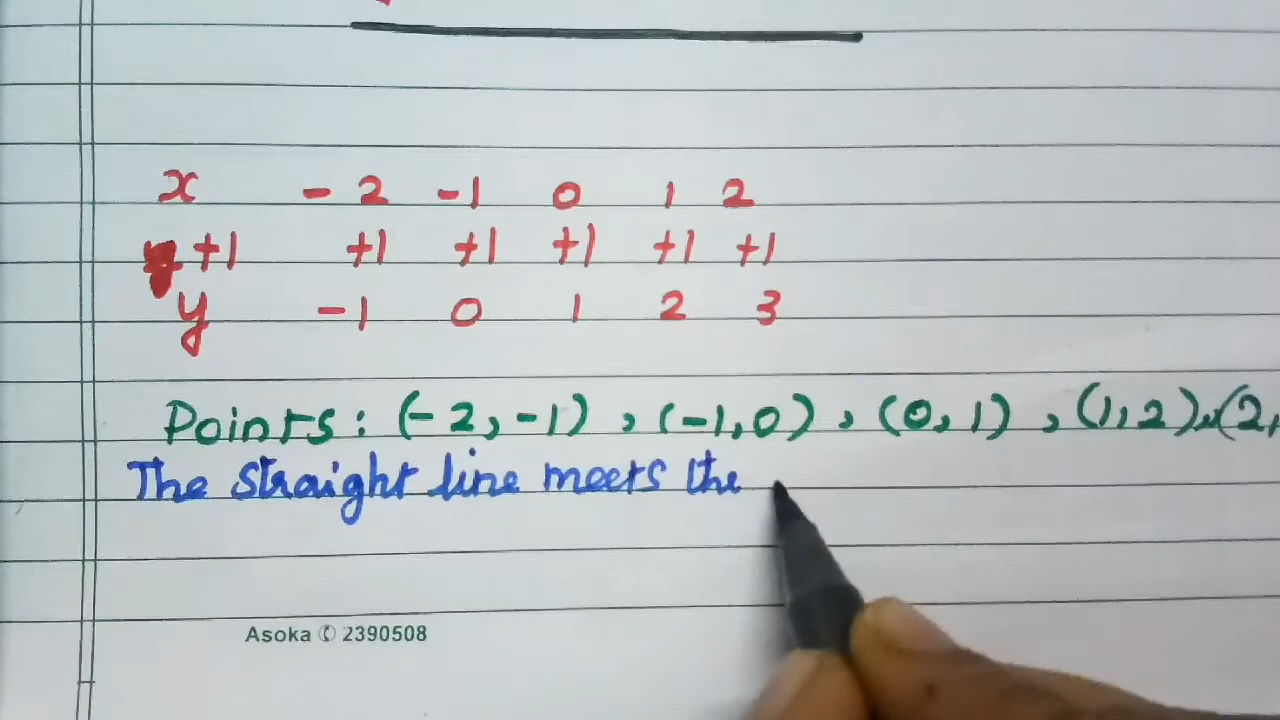 x -2 -1 0 1 2
+1 +1 +1 +1 +1 +1
y -1 0 1 2 3
Points: (-2,-1), (-1,0), (0,1), (1,2), (2,
The straight line meets the
Asoka ✆ 2390508